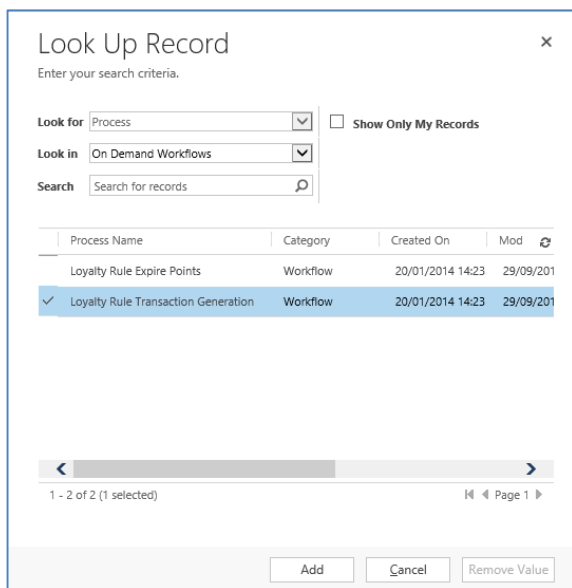 Look Up Record
Enter your search criteria.
Look for Process
Show Only My Records
Look in On Demand Workflows
Search Search for records
Process Name Category Created On Mod
Loyalty Rule Expire Points Workflow 20/01/2014 14:23 29/09/201
Loyalty Rule Transaction Generation Workflow 20/01/2014 14:23 29/09/201
1 - 2 of 2 (1 selected) Page 1
Add Cancel Remove Value